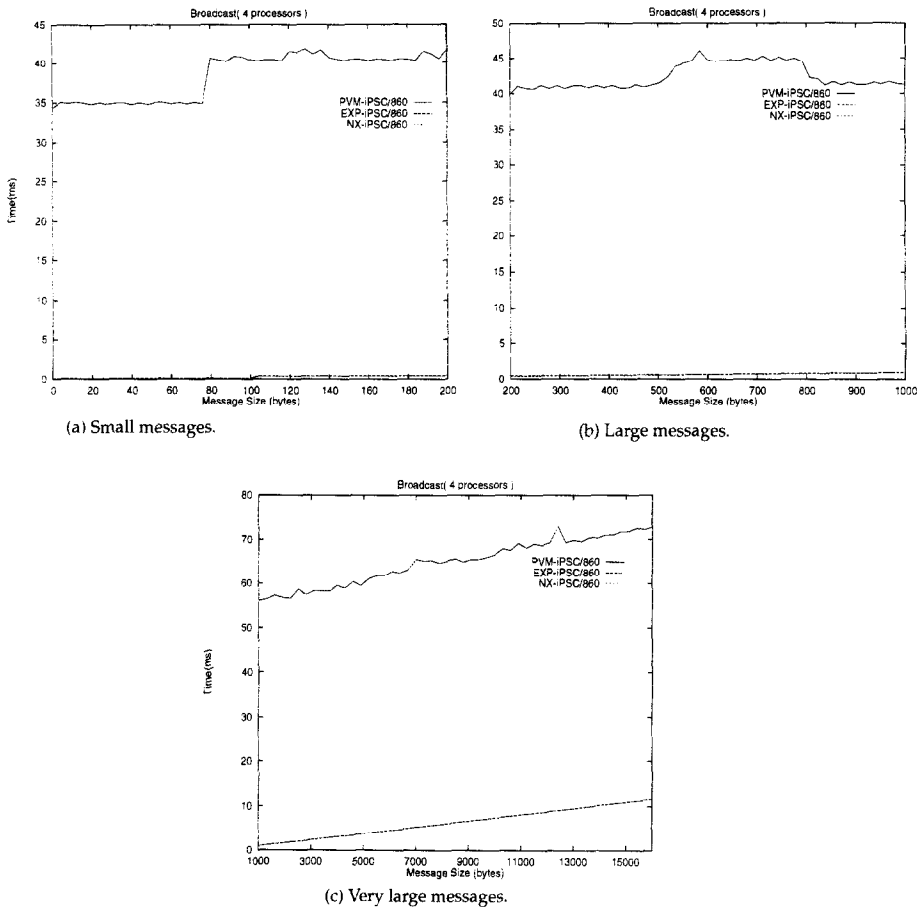 Broadcast( 4 processors )
45
40
35
30
25
20
15
10
5
0
Time(ms)
PVM-iPSC/860
EXP-iPSC/860
NX-iPSC/860
0 20 40 60 80 100 120 140 160 180 200
Message Size (bytes)
(a) Small messages.
Broadcast( 4 processors )
50
45
40
35
30
25
20
15
10
5
0
PVM-iPSC/860
EXP-iPSC/860
NX-iPSC/860
200 300 400 500 600 700 800 900 1000
Message Size (bytes)
(b) Large messages.
Broadcast( 4 processors )
80
70
60
50
40
30
20
10
0
Time(ms)
PVM-iPSC/860
EXP-iPSC/860
NX-iPSC/860
1000 3000 5000 7000 9000 11000 13000 15000
Message Size (bytes)
(c) Very large messages.